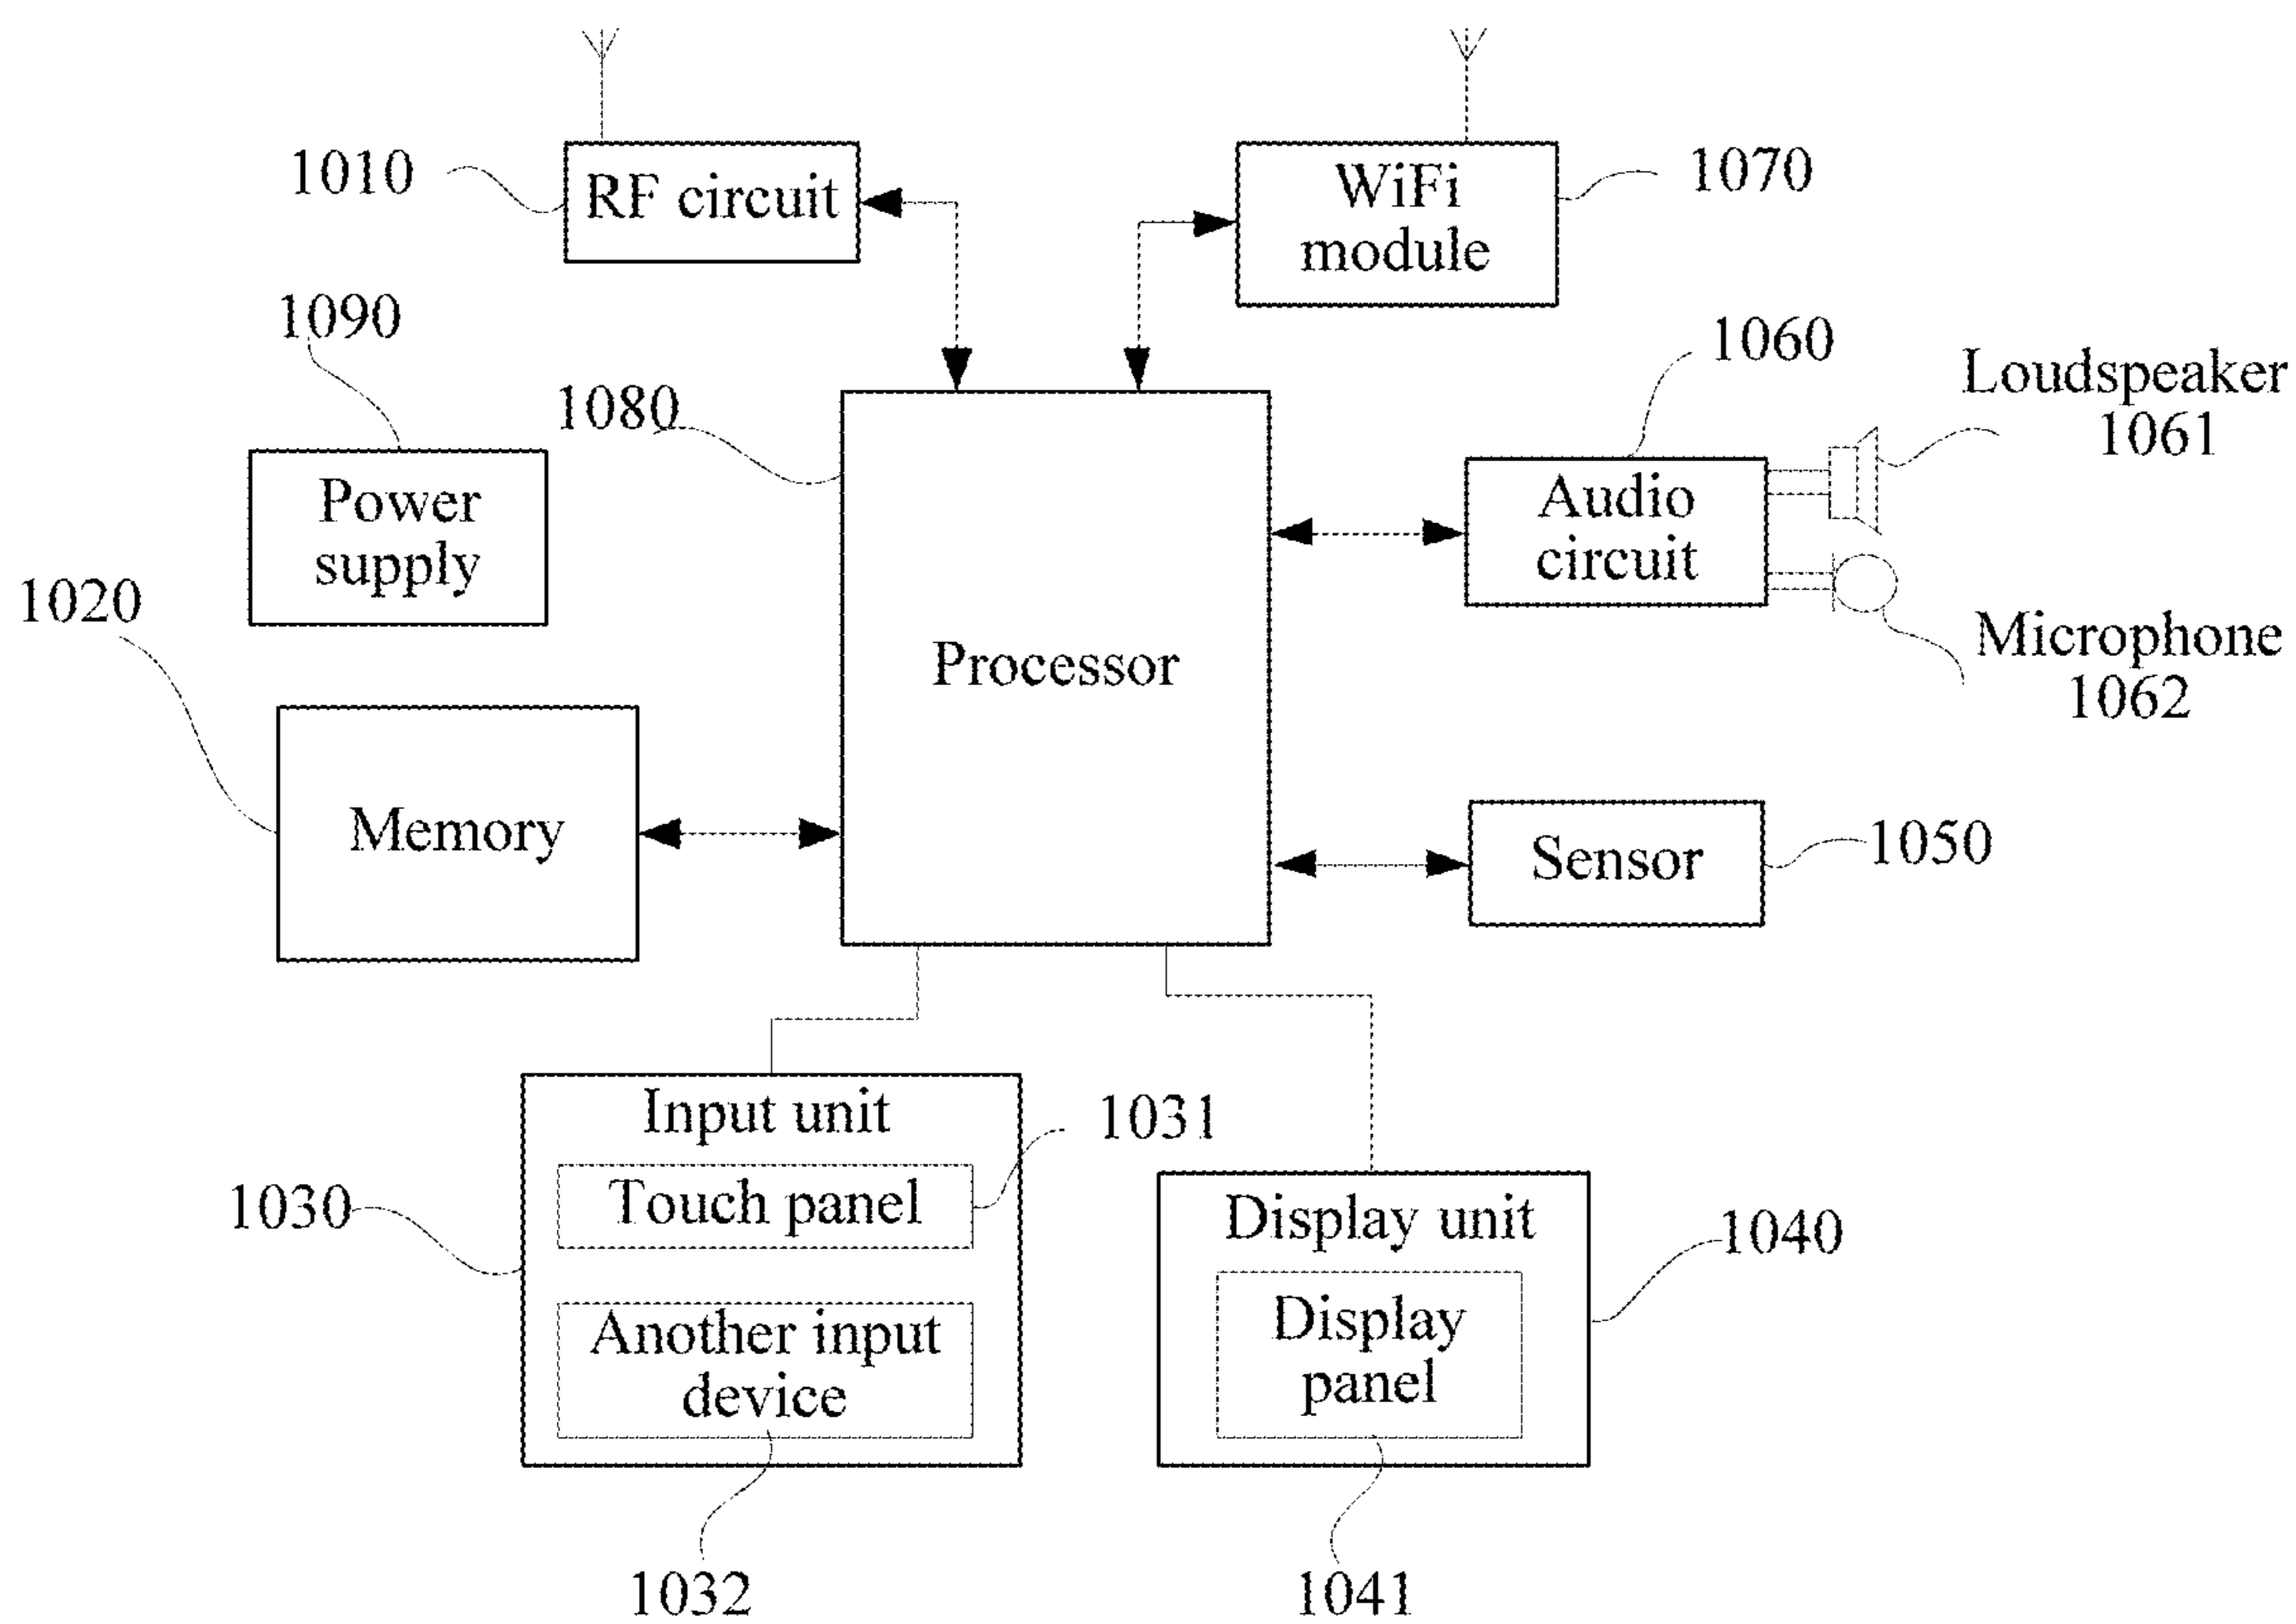 1010
RF circuit
WiFi
module
1070
1090
1080
1060
Loudspeaker
1061
Power
supply
Audio
circuit
1020
Processor
Microphone
1062
Memory
Sensor
1050
Input unit
1031
Touch panel
1030
Display unit
1040
Another input
device
Display
panel
1032
1041